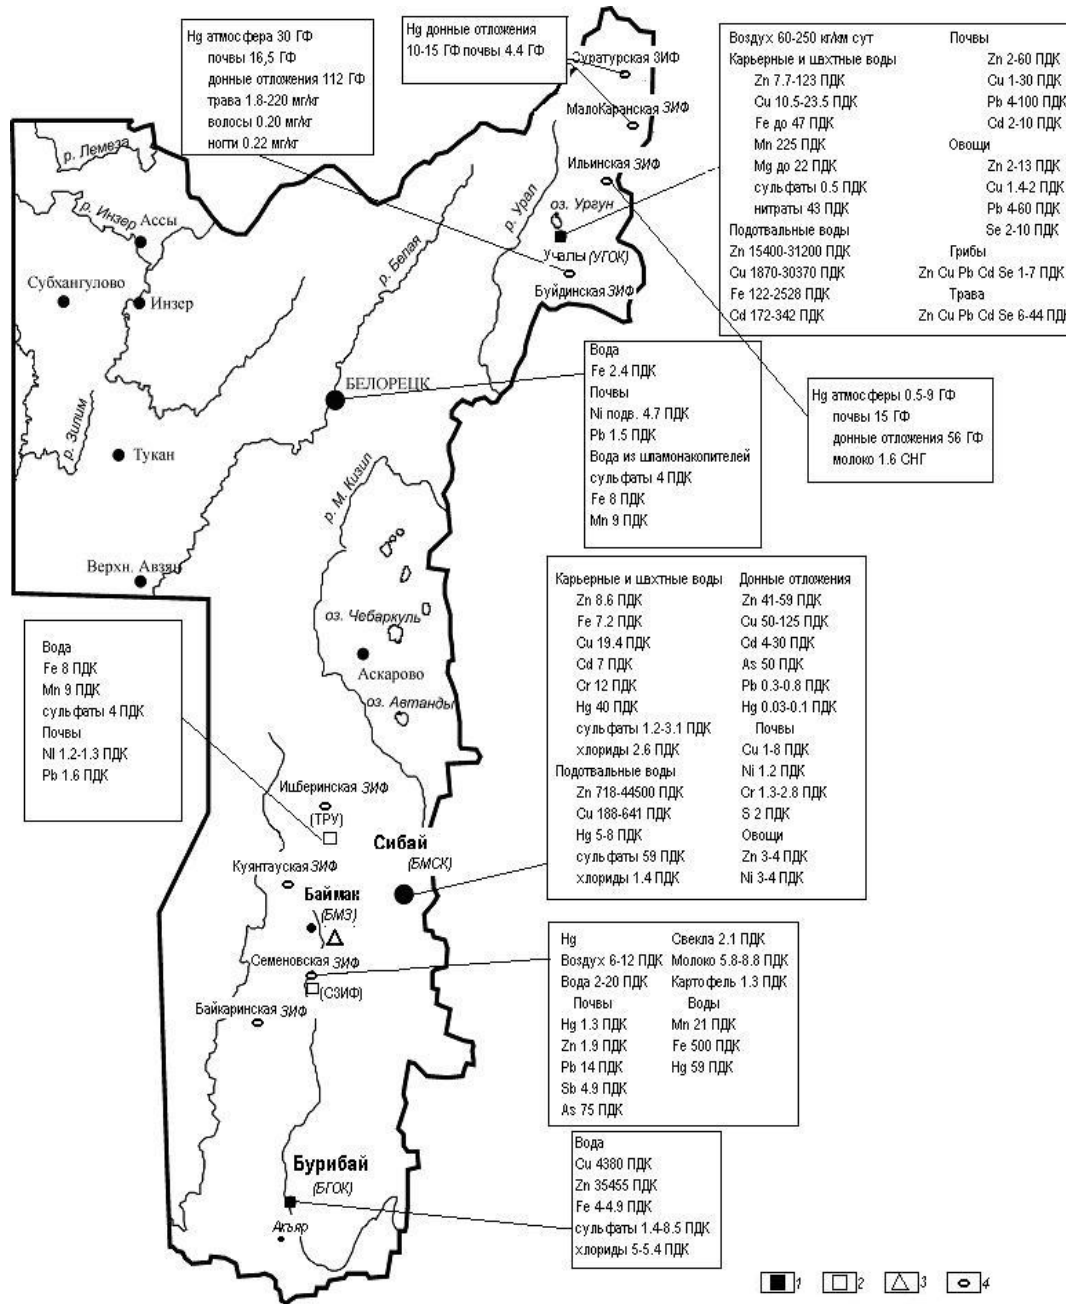 Hg атмосфера 30 ГФ
почвы 16,5 ГФ
донные отложения 112 ГФ
трава 1.8-220 мг/кг
волосы 0.20 мг/кг
ногти 0.22 мг/кг
Hg донные отложения
10-15 ГФ почвы 4.4 ГФ
Воздух 60-250 кг/км сут
Карьерные и шахтные воды
Zn 7.7-123 ПДК
Cu 10.5-23.5 ПДК
Fe до 47 ПДК
Mn 225 ПДК
Mg до 22 ПДК
сульфаты 0.5 ПДК
нитраты 43 ПДК
Подотвальные воды
Zn 15400-31200 ПДК
Cu 1870-30370 ПДК
Fe 122-2528 ПДК
Cd 172-342 ПДК
Почвы
Zn 2-60 ПДК
Cu 1-30 ПДК
Pb 4-100 ПДК
Cd 2-10 ПДК
Овощи
Zn 2-13 ПДК
Cu 1.4-2 ПДК
Pb 4-60 ПДК
Se 2-10 ПДК
Грибы
Zn Cu Pb Cd Se 1-7 ПДК
Трава
Zn Cu Pb Cd Se 6-44 ПДК
Суратурская ЗИФ
МалоКаранская ЗИФ
Ильинская ЗИФ
р. Урал
оз. Ургун
Учалы (УГОК)
Буйдинская ЗИФ
р. Лемеза
р. Инзер
Ассы
Субхангулово
Инзер
р. Белая
БЕЛОРЕЦК
р. Зилим
Тукан
Верхн. Авзян
р. М. Кизил
оз. Чебаркуль
Аскарово
оз. Автанды
Вода
Fe 2.4 ПДК
Почвы
Ni подв. 4.7 ПДК
Pb 1.5 ПДК
Вода из шламонакопителей
сульфаты 4 ПДК
Fe 8 ПДК
Mn 9 ПДК
Hg атмосферы 0.5-9 ГФ
почвы 15 ГФ
донные отложения 56 ГФ
молоко 1.6 СНГ
Вода
Fe 8 ПДК
Mn 9 ПДК
сульфаты 4 ПДК
Почвы
NI 1.2-1.3 ПДК
Pb 1.6 ПДК
Карьерные и шахтные воды
Zn 8.6 ПДК
Fe 7.2 ПДК
Cu 19.4 ПДК
Cd 7 ПДК
Cr 12 ПДК
Hg 40 ПДК
сульфаты 1.2-3.1 ПДК
хлориды 2.6 ПДК
Подотвальные воды
Zn 718-44500 ПДК
Cu 188-641 ПДК
Hg 5-8 ПДК
сульфаты 59 ПДК
хлориды 1.4 ПДК
Донные отложения
Zn 41-59 ПДК
Cu 50-125 ПДК
Cd 4-30 ПДК
As 50 ПДК
Pb 0.3-0.8 ПДК
Hg 0.03-0.1 ПДК
Почвы
Cu 1-8 ПДК
Ni 1.2 ПДК
Cr 1.3-2.8 ПДК
S 2 ПДК
Овощи
Zn 3-4 ПДК
Ni 3-4 ПДК
Ишберинская ЗИФ
(ТРУ)
Сибай
(БМСК)
Куянтауская ЗИФ
Баймак
(БМЗ)
Семеновская ЗИФ
(СЗИФ)
Байкаринская ЗИФ
Hg
Воздух 6-12 ПДК
Вода 2-20 ПДК
Почвы
Hg 1.3 ПДК
Zn 1.9 ПДК
Pb 14 ПДК
Sb 4.9 ПДК
As 75 ПДК
Свекла 2.1 ПДК
Молоко 5.8-8.8 ПДК
Картофель 1.3 ПДК
Воды
Mn 21 ПДК
Fe 500 ПДК
Hg 59 ПДК
Бурибай
(БГОК)
Акъяр
Вода
Cu 4380 ПДК
Zn 35455 ПДК
Fe 4-4.9 ПДК
сульфаты 1.4-8.5 ПДК
хлориды 5-5.4 ПДК
1 2 3 4